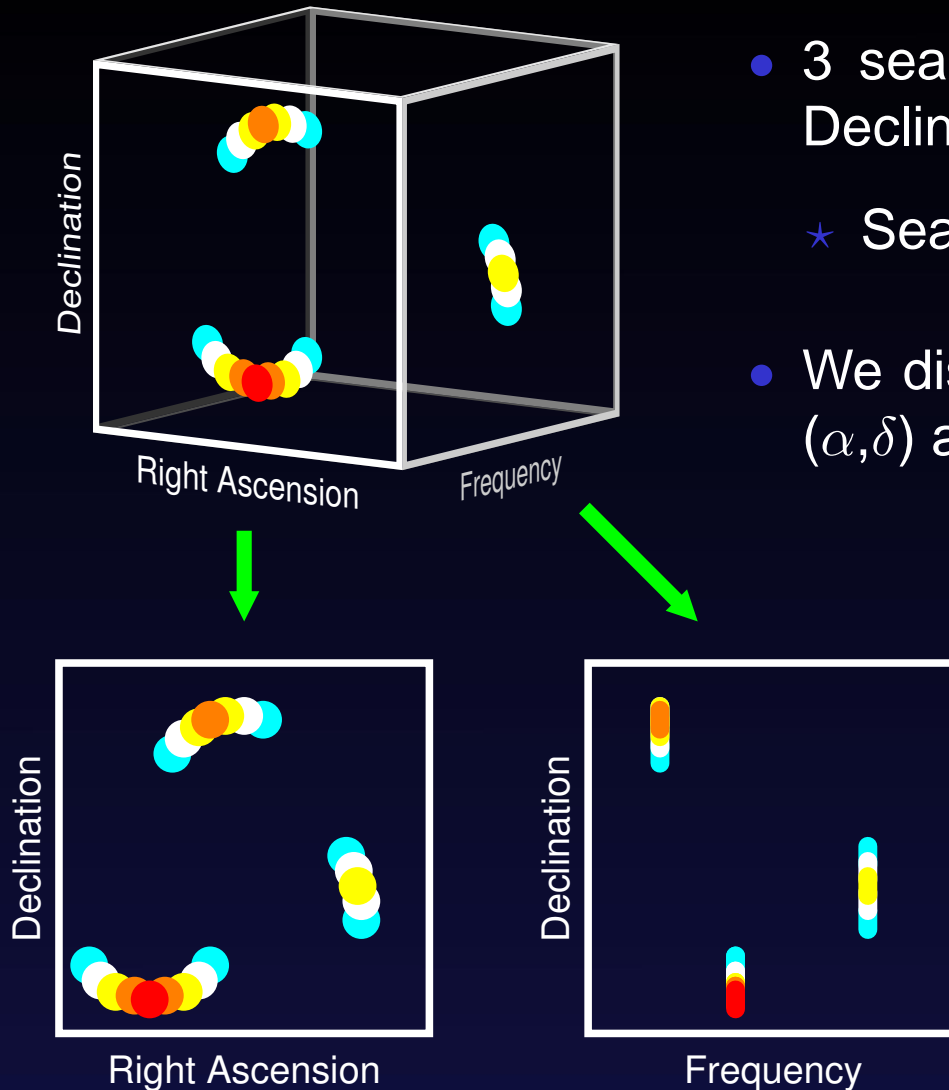 Declination
Right Ascension
Frequency
• 3 sea
Declin
⋆ Sea
• We dis
(α,δ) a
Declination
Right Ascension
Declination
Frequency